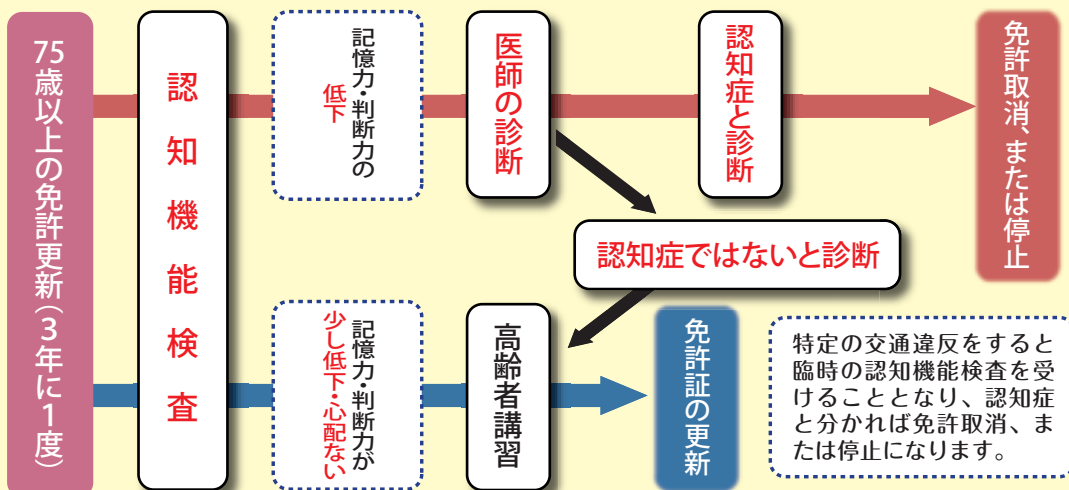 75歳以上の免許更新(3年に1度)
認知機能検査
記憶力・判断力の
低下
医師の診断
認知症と診断
免許取消、または停止
認知症ではないと診断
記憶力・判断力が
少し低下・心配ない
高齢者講習
免許証の更新
特定の交通違反をすると
臨時の認知機能検査を受
けることとなり、認知症
と分かれば免許取消、ま
たは停止になります。